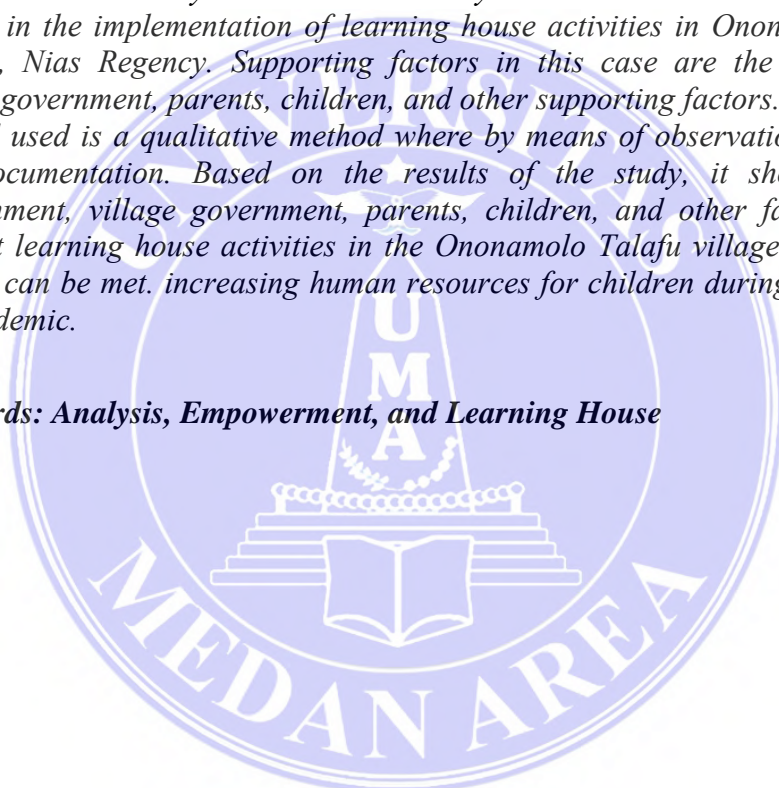 in the implementation of learning house activities in Onon
, Nias Regency. Supporting factors in this case are the
government, parents, children, and other supporting factors.
used is a qualitative method where by means of observatio
ocumentation. Based on the results of the study, it sh
nment, village government, parents, children, and other fa
t learning house activities in the Ononamolo Talafu village
can be met. increasing human resources for children during
demic.
rds: Analysis, Empowerment, and Learning House
UNIVERSITAS
U
M
A
MEDAN AREA